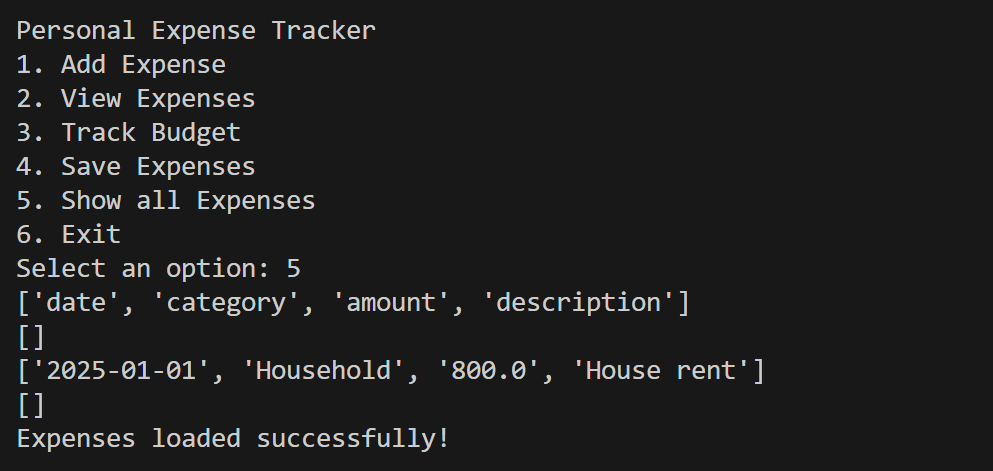 Personal Expense Tracker
1. Add Expense
2. View Expenses
3. Track Budget
4. Save Expenses
5. Show all Expenses
6. Exit
Select an option: 5
['date', 'category', 'amount', 'description']
[]
['2025-01-01', 'Household', '800.0', 'House rent']
[]
Expenses loaded successfully!